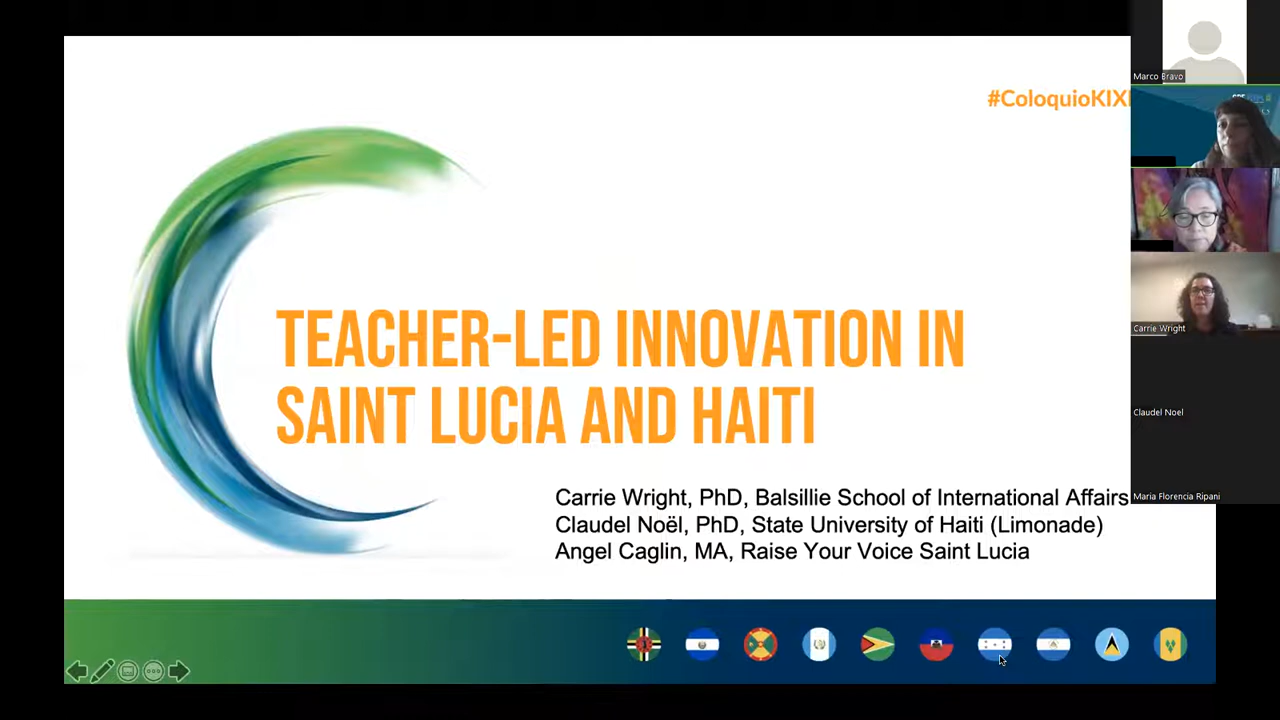 #ColoquioKIX
TEACHER-LED INNOVATION IN
SAINT LUCIA AND HAITI
Carrie Wright, PhD, Balsillie School of International Affairs
Claudel Noël, PhD, State University of Haiti (Limonade)
Angel Caglin, MA, Raise Your Voice Saint Lucia
Marco Bravo
Carrie Wright
Claudel Noel
Maria Florencia Ripani